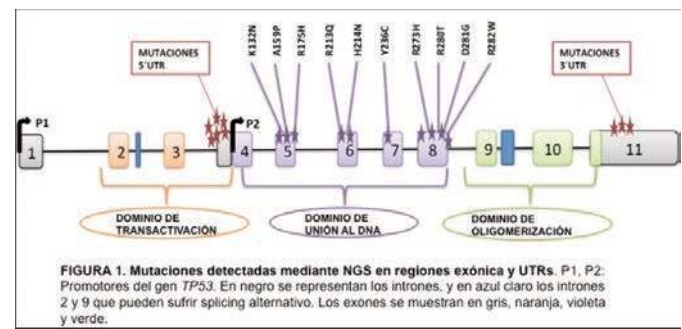 MUTACIONES
5´UTR
K132N
A159P
R175H
R213Q
H214N
Y236C
R273H
R280T
D281G
R282W
MUTACIONES
3´UTR
P1
P2
1
2
3
4
5
6
7
8
9
10
11
DOMINIO DE
TRANSACTIVACIÓN
DOMINIO DE
UNIÓN AL DNA
DOMINIO DE
OLIGOMERIZACIÓN
FIGURA 1. Mutaciones detectadas mediante NGS en regiones exónica y UTRs. P1, P2:
Promotores del gen TP53. En negro se representan los intrones, y en azul claro los intrones
2 y 9 que pueden sufrir splicing alternativo. Los exones se muestran en gris, naranja, violeta
y verde.